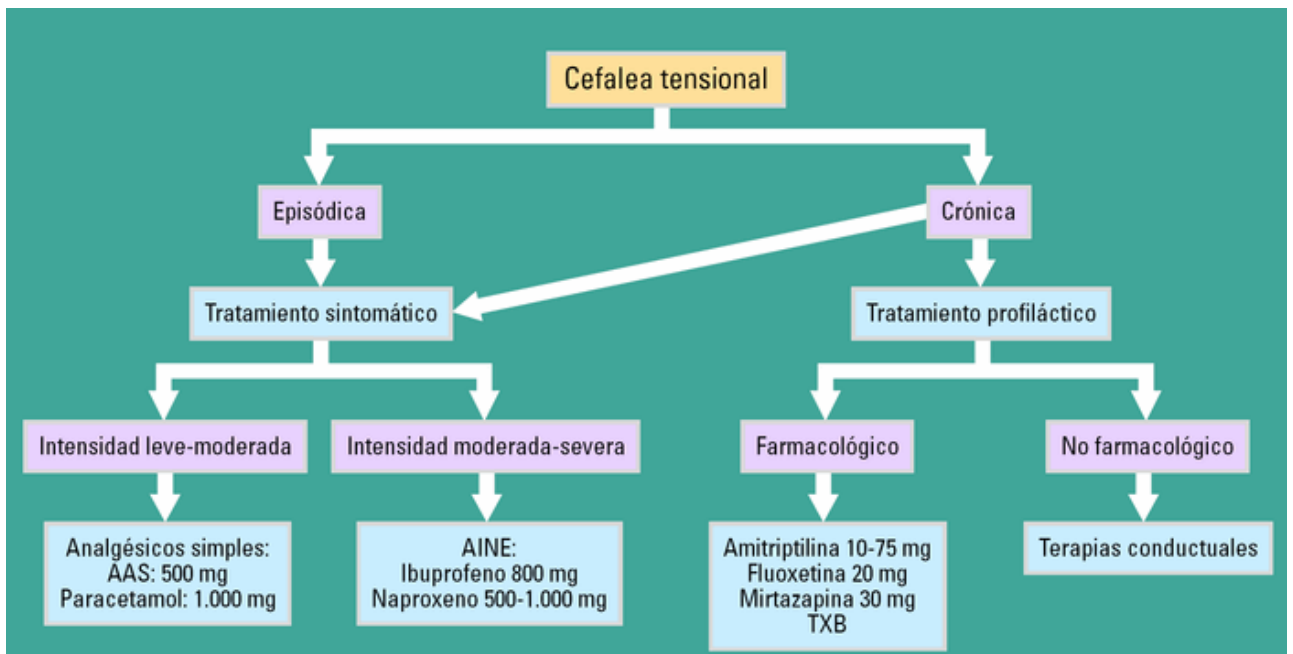 Cefalea tensional
Episódica
Crónica
Tratamiento sintomático
Tratamiento profiláctico
Intensidad leve-moderada
Intensidad moderada-severa
Farmacológico
No farmacológico
Analgésicos simples:
AAS: 500 mg
Paracetamol: 1.000 mg
AINE:
Ibuprofeno 800 mg
Naproxeno 500-1.000 mg
Amitriptilina 10-75 mg
Fluoxetina 20 mg
Mirtazapina 30 mg
TXB
Terapias conductuales